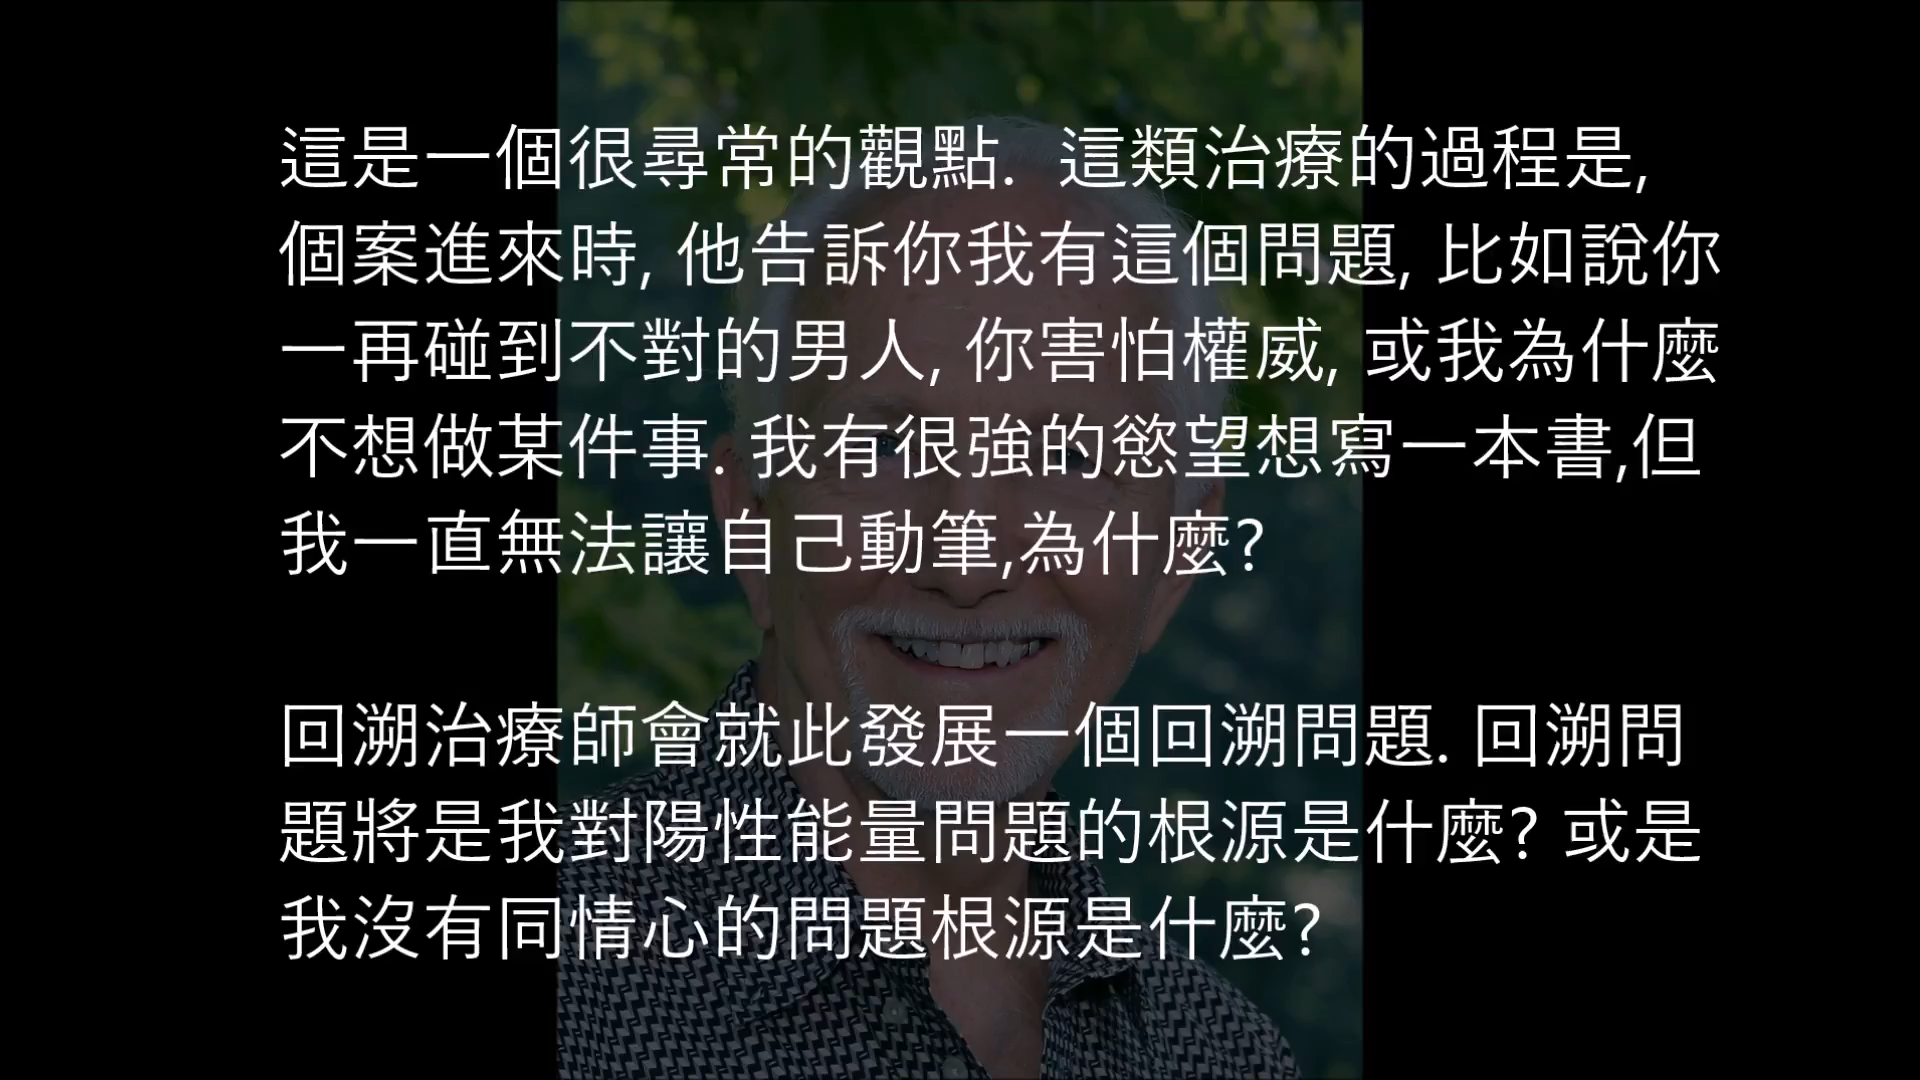 這是一個很尋常的觀點.  這類治療的過程是,
個案進來時, 他告訴你我有這個問題, 比如說你
一再碰到不對的男人, 你害怕權威, 或我為什麼
不想做某件事. 我有很強的慾望想寫一本書,但
我一直無法讓自己動筆,為什麼?
回溯治療師會就此發展一個回溯問題. 回溯問
題將是我對陽性能量問題的根源是什麼? 或是
我沒有同情心的問題根源是什麼?